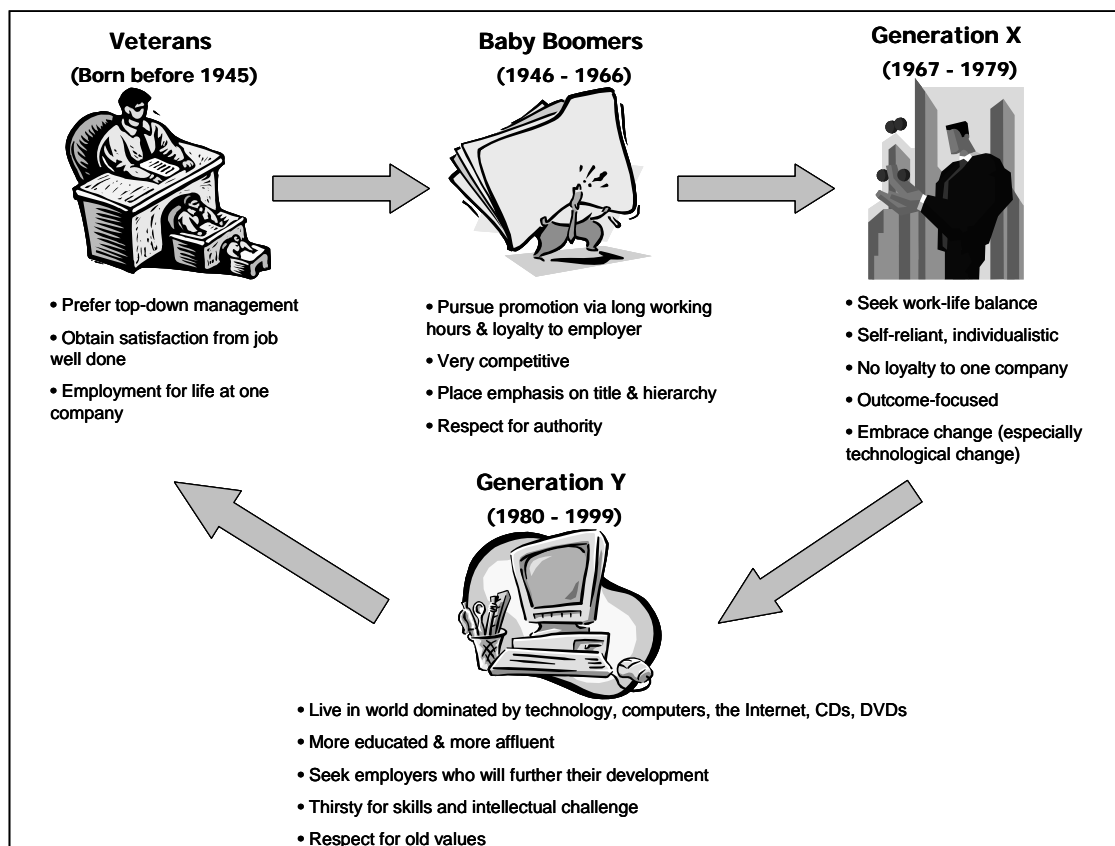 Veterans
(Born before 1945)
• Prefer top-down management
• Obtain satisfaction from job
well done
• Employment for life at one
company
Baby Boomers
(1946 - 1966)
• Pursue promotion via long working
hours & loyalty to employer
• Very competitive
• Place emphasis on title & hierarchy
• Respect for authority
Generation X
(1967 - 1979)
• Seek work-life balance
• Self-reliant, individualistic
• No loyalty to one company
• Outcome-focused
• Embrace change (especially
technological change)
Generation Y
(1980 - 1999)
• Live in world dominated by technology, computers, the Internet, CDs, DVDs
• More educated & more affluent
• Seek employers who will further their development
• Thirsty for skills and intellectual challenge
• Respect for old values